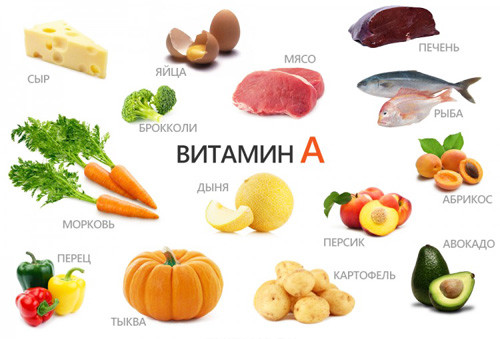 СЫР
ЯЙЦА
МЯСО
ПЕЧЕНЬ
БРОККОЛИ
РЫБА
ВИТАМИН А
ДЫНЯ
АБРИКОС
МОРКОВЬ
ПЕРСИК
АВОКАДО
ПЕРЕЦ
ТЫКВА
КАРТОФЕЛЬ